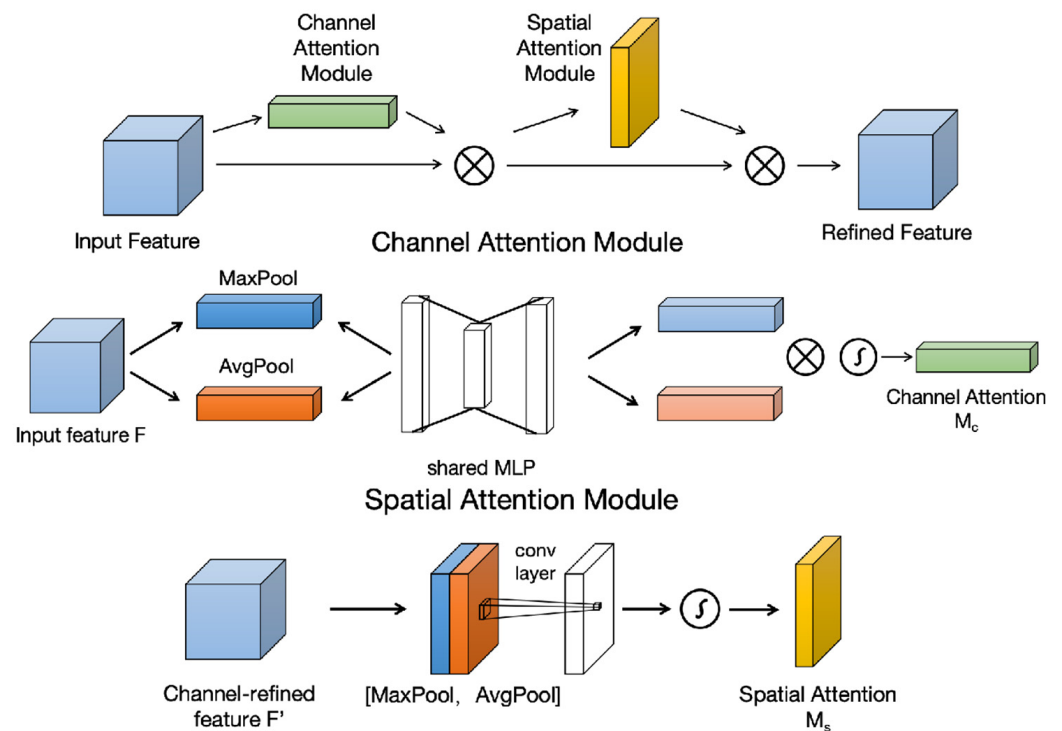 Channel
Attention
Module
Spatial
Attention
Module
Input Feature
Refined Feature
Channel Attention Module
MaxPool
AvgPool
Input feature F
shared MLP
Channel Attention
Mc
Spatial Attention Module
conv
layer
Channel-refined
feature F'
[MaxPool, AvgPool]
Spatial Attention
Ms